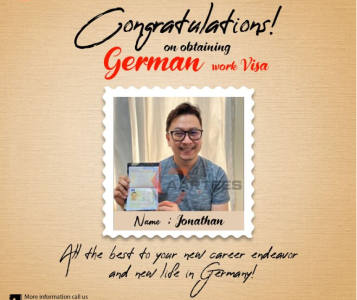 Congratulations!
on obtaining
German work Visa
Name : Jonathan
All the best to your new career endeavor
and new life in Germany!
More information call us